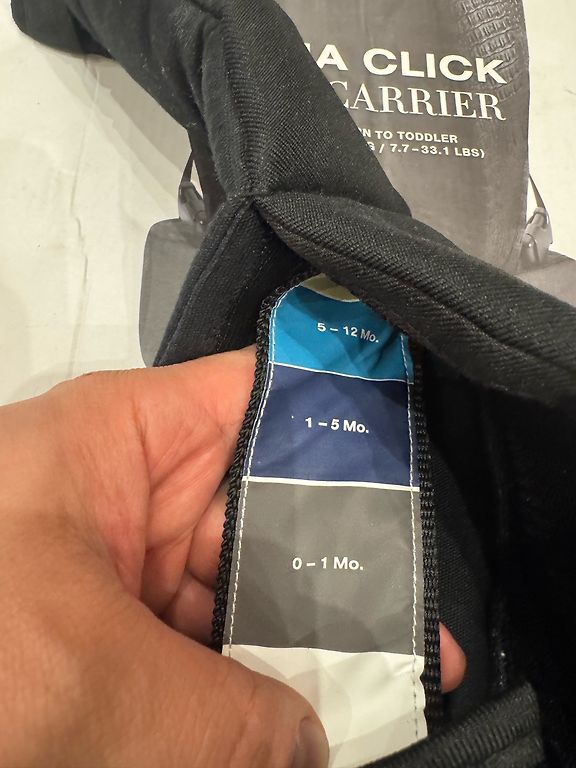 CLICK
CARRIER
TO TODDLER
/ 7.7–33.1 LBS)
5 – 12 Mo.
1 – 5 Mo.
0 – 1 Mo.